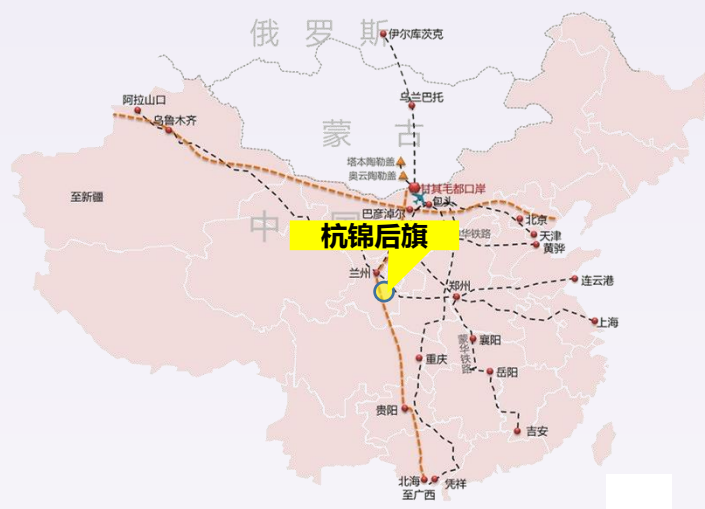 俄罗斯
伊尔库茨克
阿拉山口
乌兰巴托
乌鲁木齐
蒙古
塔本陶勒盖
奥云陶勒盖
甘其毛都口岸
至新疆
包头
巴彦淖尔
北京
中国
华铁路
天津
杭锦后旗
黄骅
兰州
连云港
郑州
上海
襄阳
蒙华铁路
重庆
岳阳
贵阳
吉安
北海
凭祥
至广西